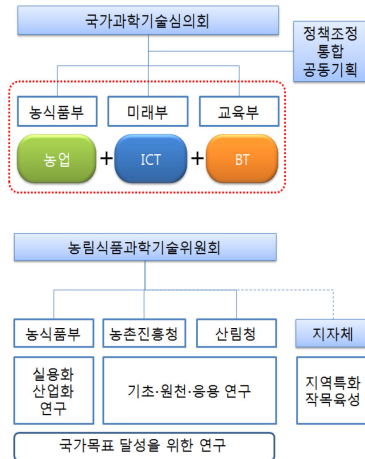 국가과학기술심의회
정책조정
통합
공동기획
농식품부
미래부
교육부
농업
+
ICT
+
BT
농림식품과학기술위원회
농식품부
농촌진흥청
산림청
지자체
실용화
산업화
연구
기초·원천·응용 연구
지역특화
작목육성
국가목표 달성을 위한 연구